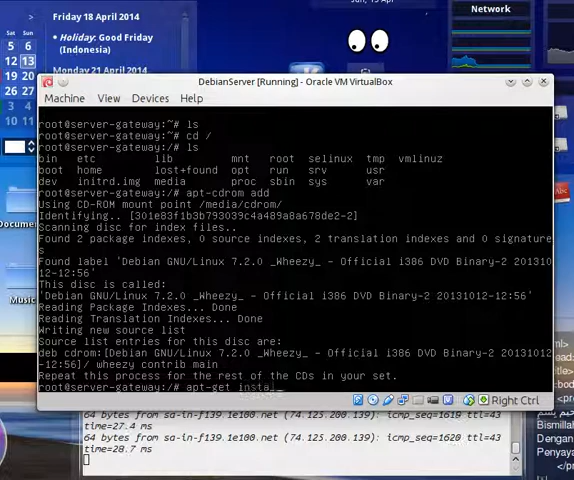 Friday 18 April 2014
Holiday: Good Friday
(Indonesia)
Monday 21 April 2014
Sat Sun
5 6
12 13
19 20
26 27
3 4
10 11
Sun, 13 Apr
Network
DebianServer [Running] - Oracle VM VirtualBox
Machine View Devices Help
root@server-gateway:~# ls
root@server-gateway:~# cd /
root@server-gateway:/# ls
bin etc lib mnt root selinux tmp vmlinuz
boot home lost+found opt run srv usr
dev initrd.img media proc sbin sys var
root@server-gateway:/# apt-cdrom add
Using CD-ROM mount point /media/cdrom/
Identifying.. [301e83f1b3b793039c4a489a8a678de2-2]
Scanning disc for index files..
Found 2 package indexes, 0 source indexes, 2 translation indexes and 0 signature
s
Found label 'Debian GNU/Linux 7.2.0 _Wheezy_ - Official i386 DVD Binary-2 201310
12-12:56'
This disc is called:
'Debian GNU/Linux 7.2.0 _Wheezy_ - Official i386 DVD Binary-2 20131012-12:56'
Reading Package Indexes... Done
Reading Translation Indexes... Done
Writing new source list
Source list entries for this disc are:
deb cdrom:[Debian GNU/Linux 7.2.0 _Wheezy_ - Official i386 DVD Binary-2 201310
12-12:56]/ wheezy contrib main
Repeat this process for the rest of the CDs in your set.
root@server-gateway:/# apt-get instal_
Right Ctrl
64 bytes from sa-in-f139.1e100.net (74.125.200.139): icmp_seq=1619 ttl=43
time=27.4 ms
64 bytes from sa-in-f139.1e100.net (74.125.200.139): icmp_seq=1620 ttl=43
time=28.7 ms
Music
Bismillah
Dengan
Penyaya